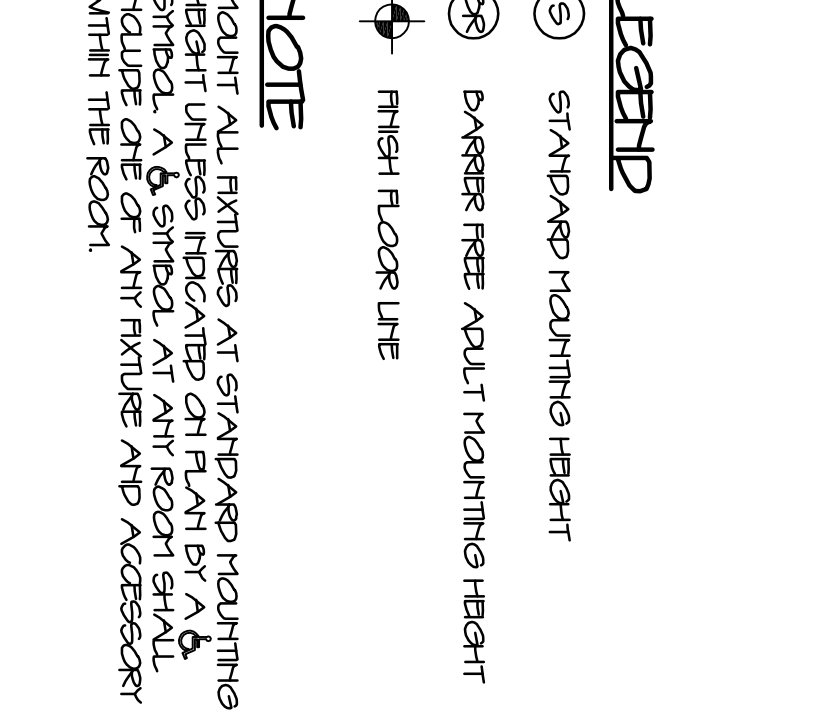 LEGEND
S STANDARD MOUNTING HEIGHT
BARRIER FREE ADULT MOUNTING HEIGHT
FINISH FLOOR LINE
NOTE
MOUNT ALL FIXTURES AT STANDARD MOUNTING
HEIGHT UNLESS INDICATED ON PLAN BY A
SYMBOL. A SYMBOL AT ANY ROOM SHALL
INCLUDE ONE OF ANY FIXTURE AND ACCESSORY
WITHIN THE ROOM.